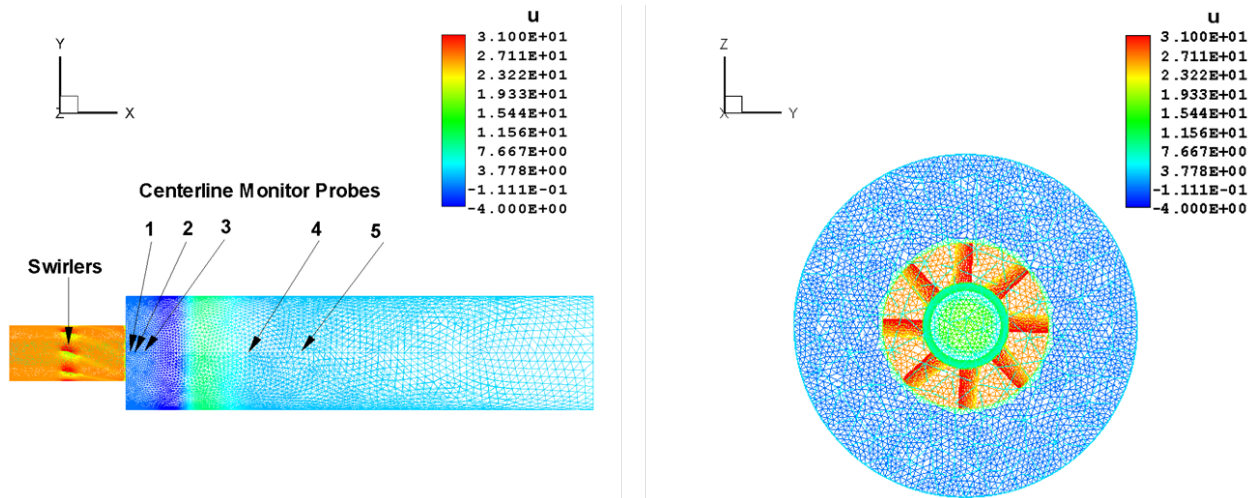 u
3.100E+01
2.711E+01
2.322E+01
1.933E+01
1.544E+01
1.156E+01
7.667E+00
3.778E+00
-1.111E-01
-4.000E+00
Y
Z
X
Centerline Monitor Probes
1 2 3 4 5
Swirlers
u
3.100E+01
2.711E+01
2.322E+01
1.933E+01
1.544E+01
1.156E+01
7.667E+00
3.778E+00
-1.111E-01
-4.000E+00
Z
X
Y